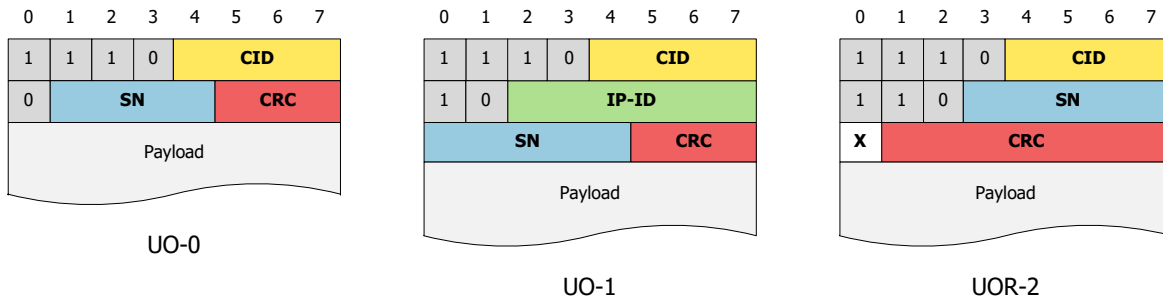 0 1 2 3 4 5 6 7
1 1 1 0 CID
0 SN CRC
Payload
UO-0
0 1 2 3 4 5 6 7
1 1 1 0 CID
1 0 IP-ID
SN CRC
Payload
UO-1
0 1 2 3 4 5 6 7
1 1 1 0 CID
1 1 0 SN
X CRC
Payload
UOR-2